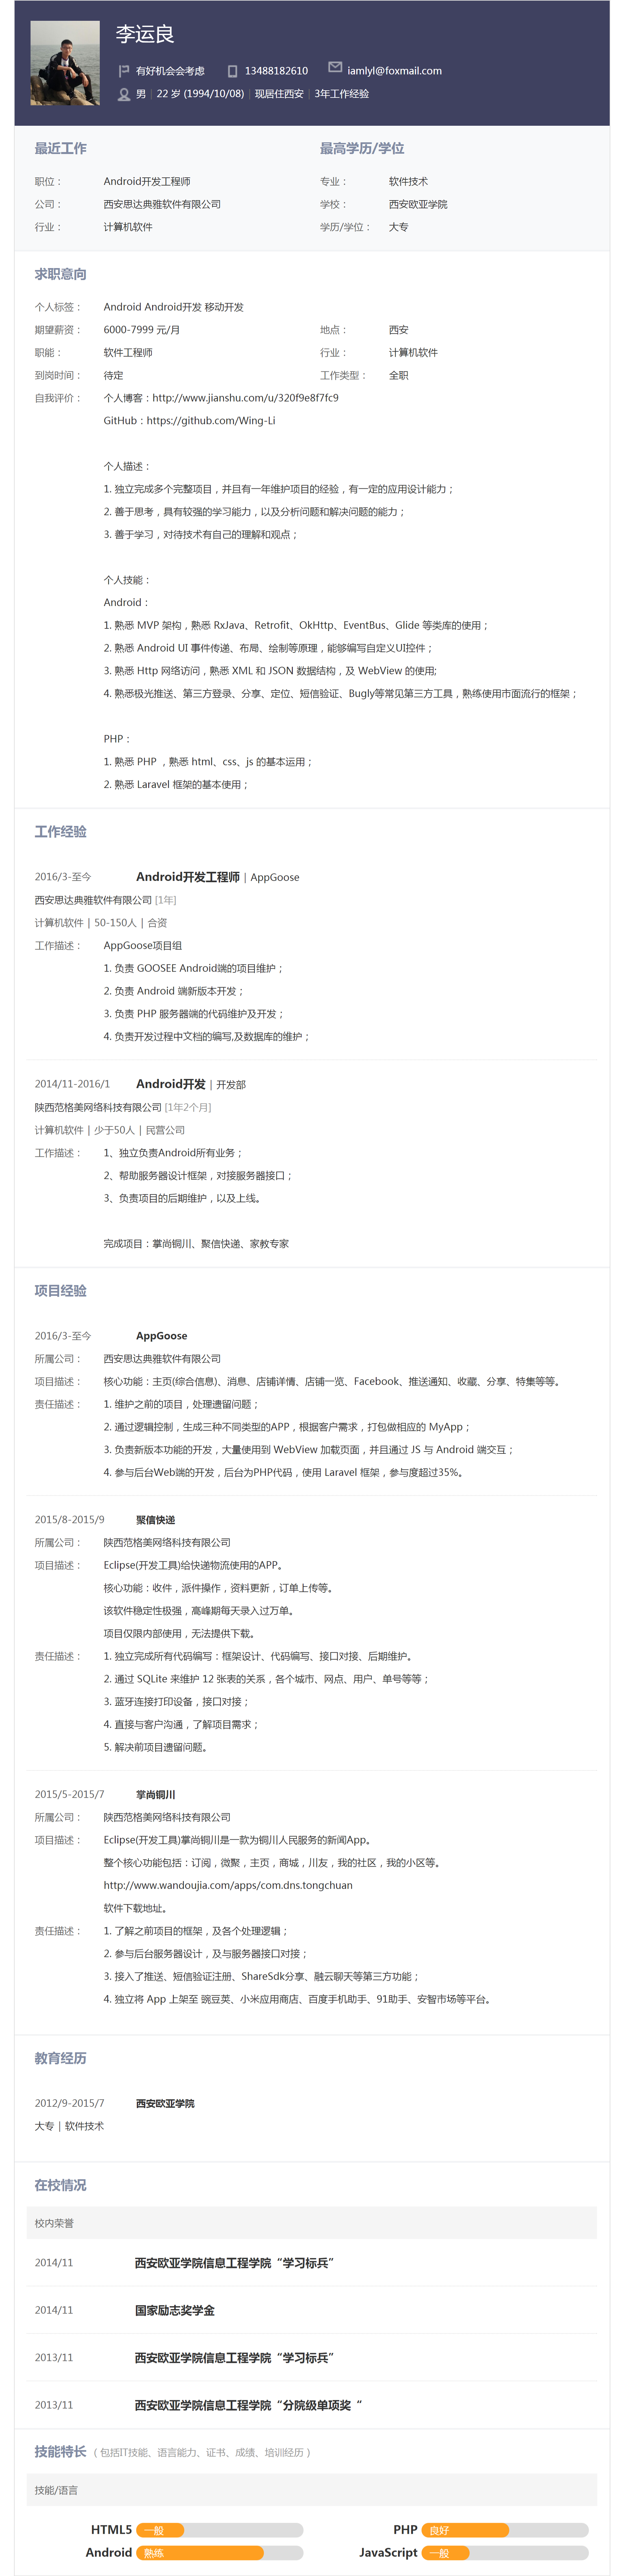 李运良
有好机会会考虑 13488182610 iamlyl@foxmail.com
男 | 22 岁 (1994/10/08) | 现居住西安 | 3年工作经验
最近工作 最高学历/学位
职位： Android开发工程师 专业： 软件技术
公司： 西安思达典雅软件有限公司 学校： 西安欧亚学院
行业： 计算机软件 学历/学位： 大专
求职意向
个人标签： Android Android开发 移动开发
期望薪资： 6000-7999 元/月 地点： 西安
职能： 软件工程师 行业： 计算机软件
到岗时间： 待定 工作类型： 全职
自我评价： 个人博客：http://www.jianshu.com/u/320f9e8f7fc9
GitHub：https://github.com/Wing-Li
个人描述：
1. 独立完成多个完整项目，并且有一年维护项目的经验，有一定的应用设计能力；
2. 善于思考，具有较强的学习能力，以及分析问题和解决问题的能力；
3. 善于学习，对待技术有自己的理解和观点；
个人技能：
Android：
1. 熟悉 MVP 架构，熟悉 RxJava、Retrofit、OkHttp、EventBus、Glide 等类库的使用；
2. 熟悉 Android UI 事件传递、布局、绘制等原理，能够编写自定义UI控件；
3. 熟悉 Http 网络访问，熟悉 XML 和 JSON 数据结构，及 WebView 的使用;
4. 熟悉极光推送、第三方登录、分享、定位、短信验证、Bugly等常见第三方工具，熟练使用市面流行的框架；
PHP：
1. 熟悉 PHP ，熟悉 html、css、js 的基本运用；
2. 熟悉 Laravel 框架的基本使用；
工作经验
2016/3-至今 Android开发工程师 | AppGoose
西安思达典雅软件有限公司 [1年]
计算机软件 | 50-150人 | 合资
工作描述： AppGoose项目组
1. 负责 GOOSEE Android端的项目维护；
2. 负责 Android 端新版本开发；
3. 负责 PHP 服务器端的代码维护及开发；
4. 负责开发过程中文档的编写,及数据库的维护；
2014/11-2016/1 Android开发 | 开发部
陕西范格美网络科技有限公司 [1年2个月]
计算机软件 | 少于50人 | 民营公司
工作描述： 1、独立负责Android所有业务；
2、帮助服务器设计框架，对接服务器接口；
3、负责项目的后期维护，以及上线。
完成项目：掌尚铜川、聚信快递、家教专家
项目经验
2016/3-至今 AppGoose
所属公司： 西安思达典雅软件有限公司
项目描述： 核心功能：主页(综合信息)、消息、店铺详情、店铺一览、Facebook、推送通知、收藏、分享、特集等等。
责任描述： 1. 维护之前的项目，处理遗留问题；
2. 通过逻辑控制，生成三种不同类型的APP，根据客户需求，打包做相应的 MyApp；
3. 负责新版本功能的开发，大量使用到 WebView 加载页面，并且通过 JS 与 Android 端交互；
4. 参与后台Web端的开发，后台为PHP代码，使用 Laravel 框架，参与度超过35%。
2015/8-2015/9 聚信快递
所属公司： 陕西范格美网络科技有限公司
项目描述： Eclipse(开发工具)给快递物流使用的APP。
核心功能：收件，派件操作，资料更新，订单上传等。
该软件稳定性极强，高峰期每天录入过万单。
项目仅限内部使用，无法提供下载。
责任描述： 1. 独立完成所有代码编写：框架设计、代码编写、接口对接、后期维护。
2. 通过 SQLite 来维护 12 张表的关系，各个城市、网点、用户、单号等等；
3. 蓝牙连接打印设备，接口对接；
4. 直接与客户沟通，了解项目需求；
5. 解决前项目遗留问题。
2015/5-2015/7 掌尚铜川
所属公司： 陕西范格美网络科技有限公司
项目描述： Eclipse(开发工具)掌尚铜川是一款为铜川人民服务的新闻App。
整个核心功能包括：订阅，微聚，主页，商城，川友，我的社区，我的小区等。
http://www.wandoujia.com/apps/com.dns.tongchuan
软件下载地址。
责任描述： 1. 了解之前项目的框架，及各个处理逻辑；
2. 参与后台服务器设计，及与服务器接口对接；
3. 接入了推送、短信验证注册、ShareSdk分享、融云聊天等第三方功能；
4. 独立将 App 上架至 豌豆荚、小米应用商店、百度手机助手、91助手、安智市场等平台。
教育经历
2012/9-2015/7 西安欧亚学院
大专 | 软件技术
在校情况
校内荣誉
2014/11 西安欧亚学院信息工程学院“学习标兵”
2014/11 国家励志奖学金
2013/11 西安欧亚学院信息工程学院“学习标兵”
2013/11 西安欧亚学院信息工程学院“分院级单项奖“
技能特长（包括IT技能、语言能力、证书、成绩、培训经历）
技能/语言
HTML5 一般 PHP 良好
Android 熟练 JavaScript 一般